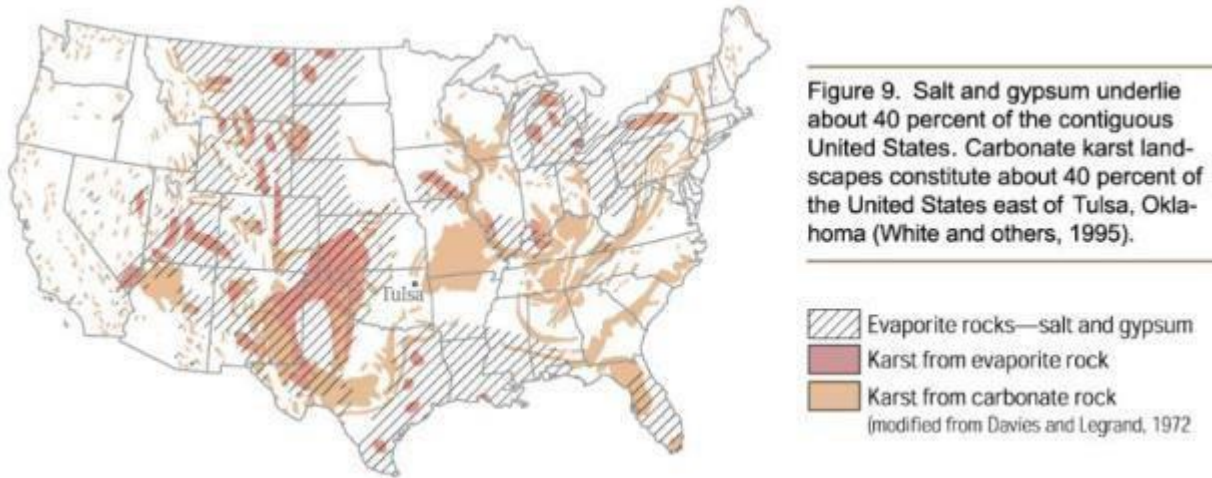 Figure 9. Salt and gypsum underlie
about 40 percent of the contiguous
United States. Carbonate karst land-
scapes constitute about 40 percent of
the United States east of Tulsa, Okla-
homa (White and others, 1995).
Tulsa
Evaporite rocks—salt and gypsum
Karst from evaporite rock
Karst from carbonate rock
(modified from Davies and Legrand, 1972